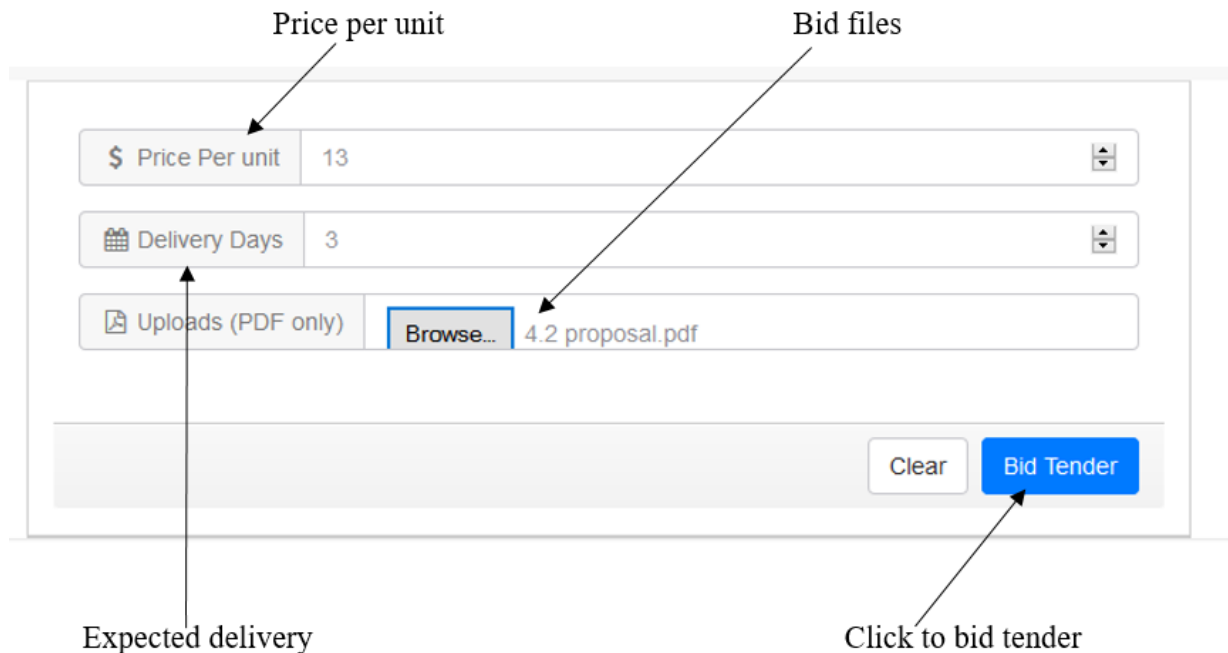 Price per unit
Bid files
$ Price Per unit 13
Delivery Days 3
Uploads (PDF only) Browse... 4.2 proposal.pdf
Clear Bid Tender
Expected delivery
Click to bid tender